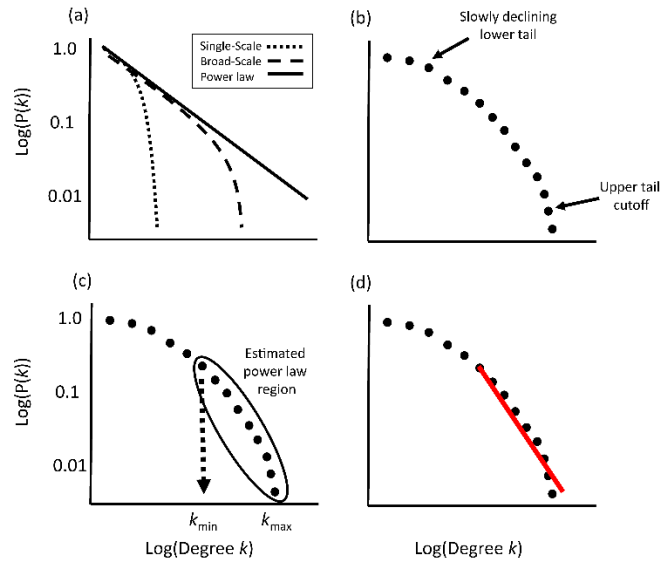 (a)
Single-Scale
Broad-Scale
Power law
1.0
0.1
0.01
Log(P(k))
(b)
Slowly declining
lower tail
Upper tail
cutoff
(c)
1.0
0.1
0.01
Log(P(k))
Estimated
power law
region
kmin
kmax
Log(Degree k)
(d)
Log(Degree k)